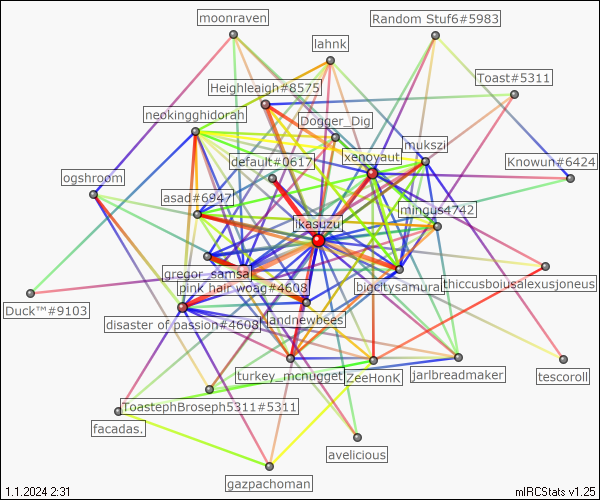 moonraven
Random Stuf6#5983
lahnk
Toast#5311
Heighleaigh#8575
neokingghidorah
Dogger_Dig
mukszi
xenoyaut
default#0617
Knowun#6424
ogshroom
asad#6947
mingus4742
ikasuzu
gregor_samsa
pink hair woag#4608
bigcitysamurai
thiccusboiusalexusjoneus
Duck™#9103
disaster of passion#4608
landnewbees
turkey_mcnugget
ZeeHonK
jarlbreadmaker
tescoroll
ToastephBroseph5311#5311
facadas.
avelicious
gazpachoman
1.1.2024 2:31
mIRCStats v1.25